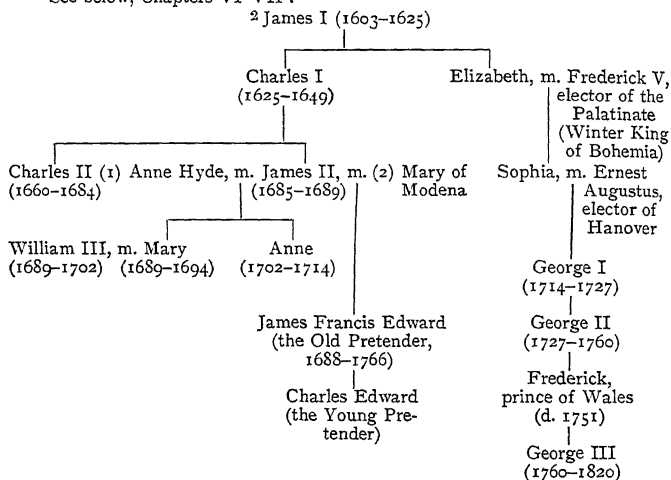 See below, Chapters VI–VII.
² James I (1603–1625)
Charles I
(1625–1649)
Elizabeth, m. Frederick V,
elector of the
Palatinate
(Winter King
of Bohemia)
Charles II (1) Anne Hyde, m. James II, m. (2) Mary of
(1660–1684) (1685–1689) Modena
Sophia, m. Ernest
Augustus,
elector of
Hanover
William III, m. Mary
(1689–1702) (1689–1694)
Anne
(1702–1714)
George I
(1714–1727)
James Francis Edward
(the Old Pretender,
1688–1766)
George II
(1727–1760)
Charles Edward
(the Young Pre-
tender)
Frederick,
prince of Wales
(d. 1751)
George III
(1760–1820)